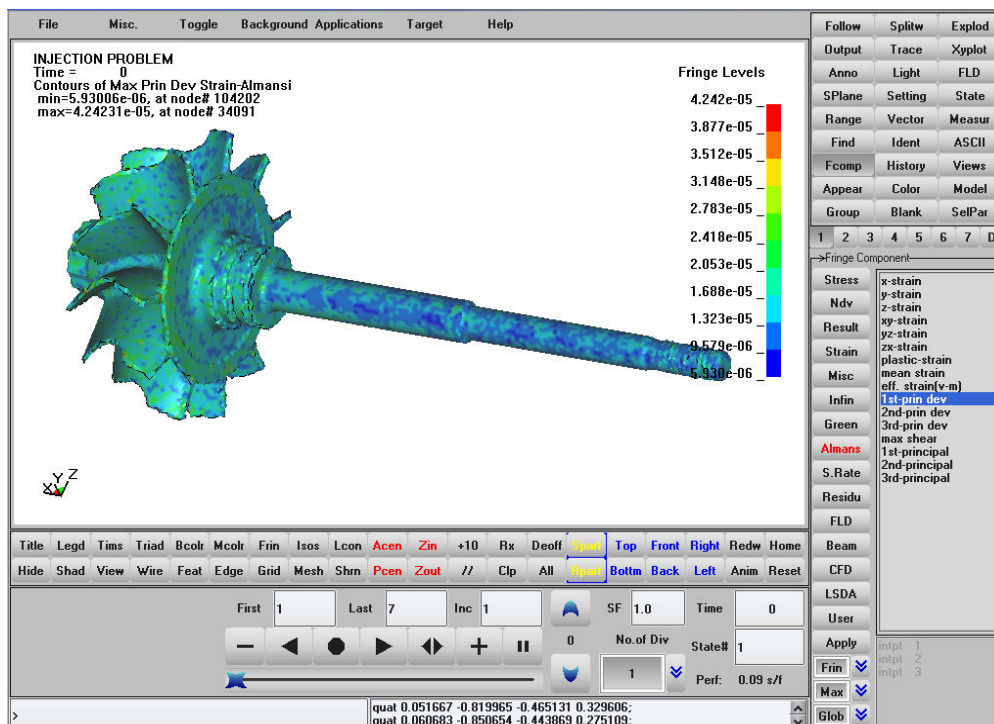 File Misc. Toggle Background Applications Target Help
INJECTION PROBLEM
Time = 0
Contours of Max Prin Dev Strain-Almansi
min=5.93006e-06, at node# 104202
max=4.24231e-05, at node# 34091
Fringe Levels
4.242e-05
3.877e-05
3.512e-05
3.148e-05
2.783e-05
2.418e-05
2.053e-05
1.688e-05
1.323e-05
9.579e-06
5.930e-06
X Y Z
Title Legd Tims Triad Bcolr Mcolr Frin Isos Lcon Acen Zin +10 Rx Deoff Spart Top Front Right Redw Home
Hide Shad View Wire Feat Edge Grid Mesh Shrn Pcen Zout // Clp All Rpart Bottm Back Left Anim Reset
First 1 Last 7 Inc 1 SF 1.0 Time 0
0 No.of Div State# 1
1 Perf: 0.09 s/f
>
quat 0.051667 -0.819965 -0.465131 0.329606;
quat 0.060683 -0.850654 -0.443869 0.275109;
Follow Splitw Explod
Output Trace Xyplot
Anno Light FLD
SPlane Setting State
Range Vector Measur
Find Ident ASCII
Fcomp History Views
Appear Color Model
Group Blank SelPar
1 2 3 4 5 6 7 D
->Fringe Component
Stress
Ndv
Result
Strain
Misc
Infin
Green
Almans
S.Rate
Residu
FLD
Beam
CFD
LSDA
User
Apply
Frin
Max
Glob
x-strain
y-strain
z-strain
xy-strain
yz-strain
zx-strain
plastic-strain
mean strain
eff. strain(v-m)
1st-prin dev
2nd-prin dev
3rd-prin dev
max shear
1st-principal
2nd-principal
3rd-principal
intpt 1
intpt 2
intpt 3